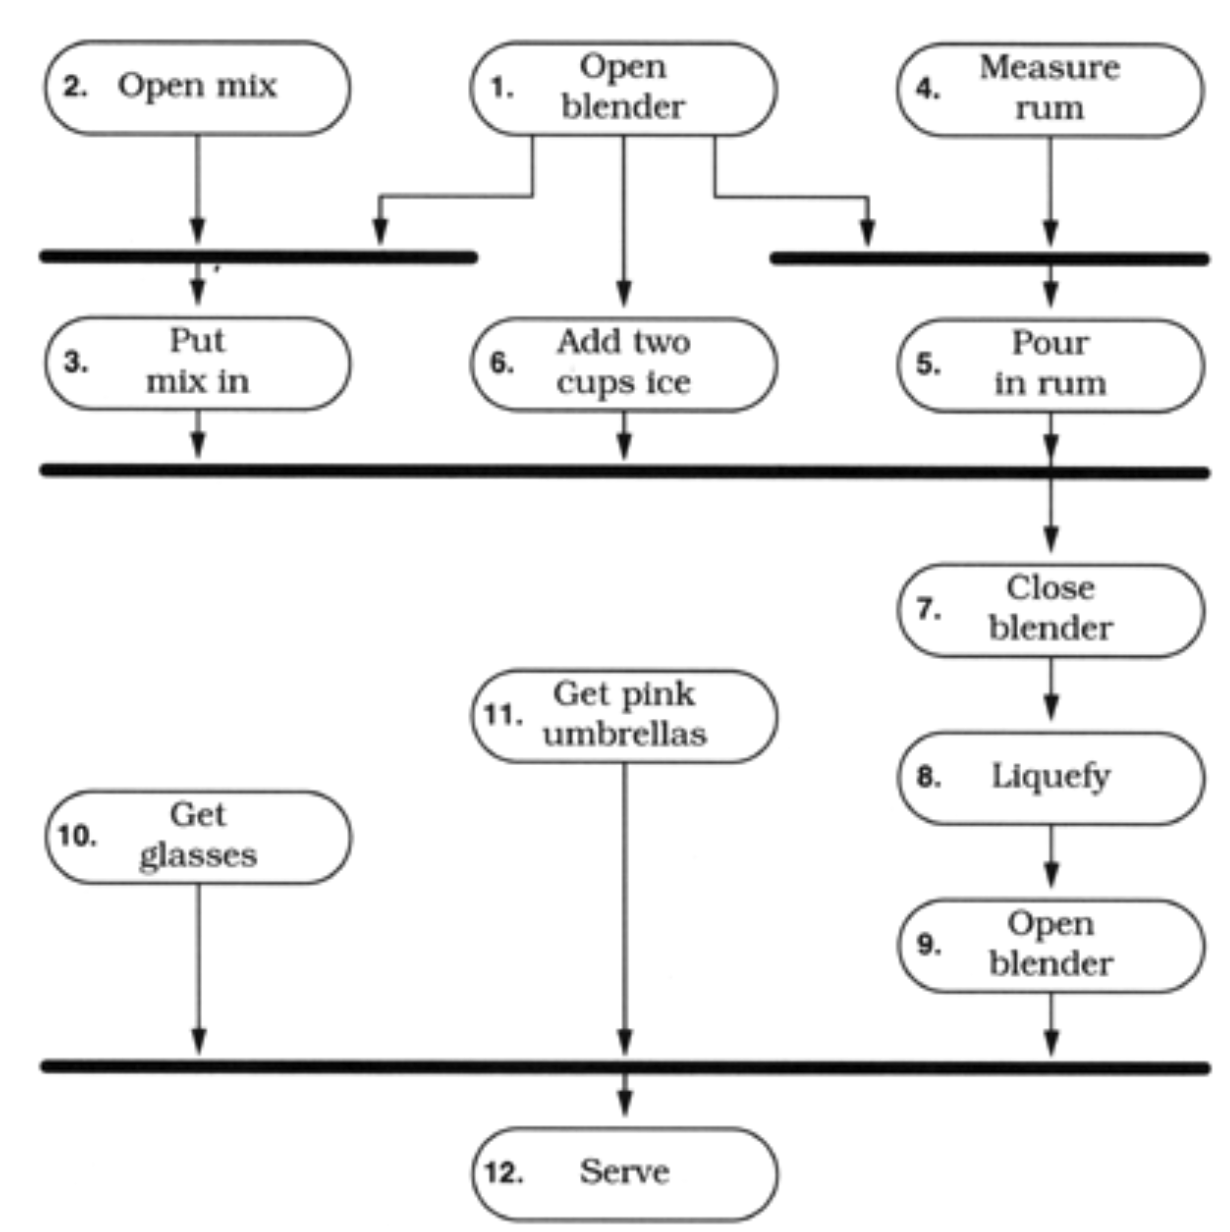 2. Open mix
1. Open
blender
4. Measure
rum
3. Put
mix in
6. Add two
cups ice
5. Pour
in rum
7. Close
blender
11. Get pink
umbrellas
8. Liquefy
10. Get
glasses
9. Open
blender
12. Serve